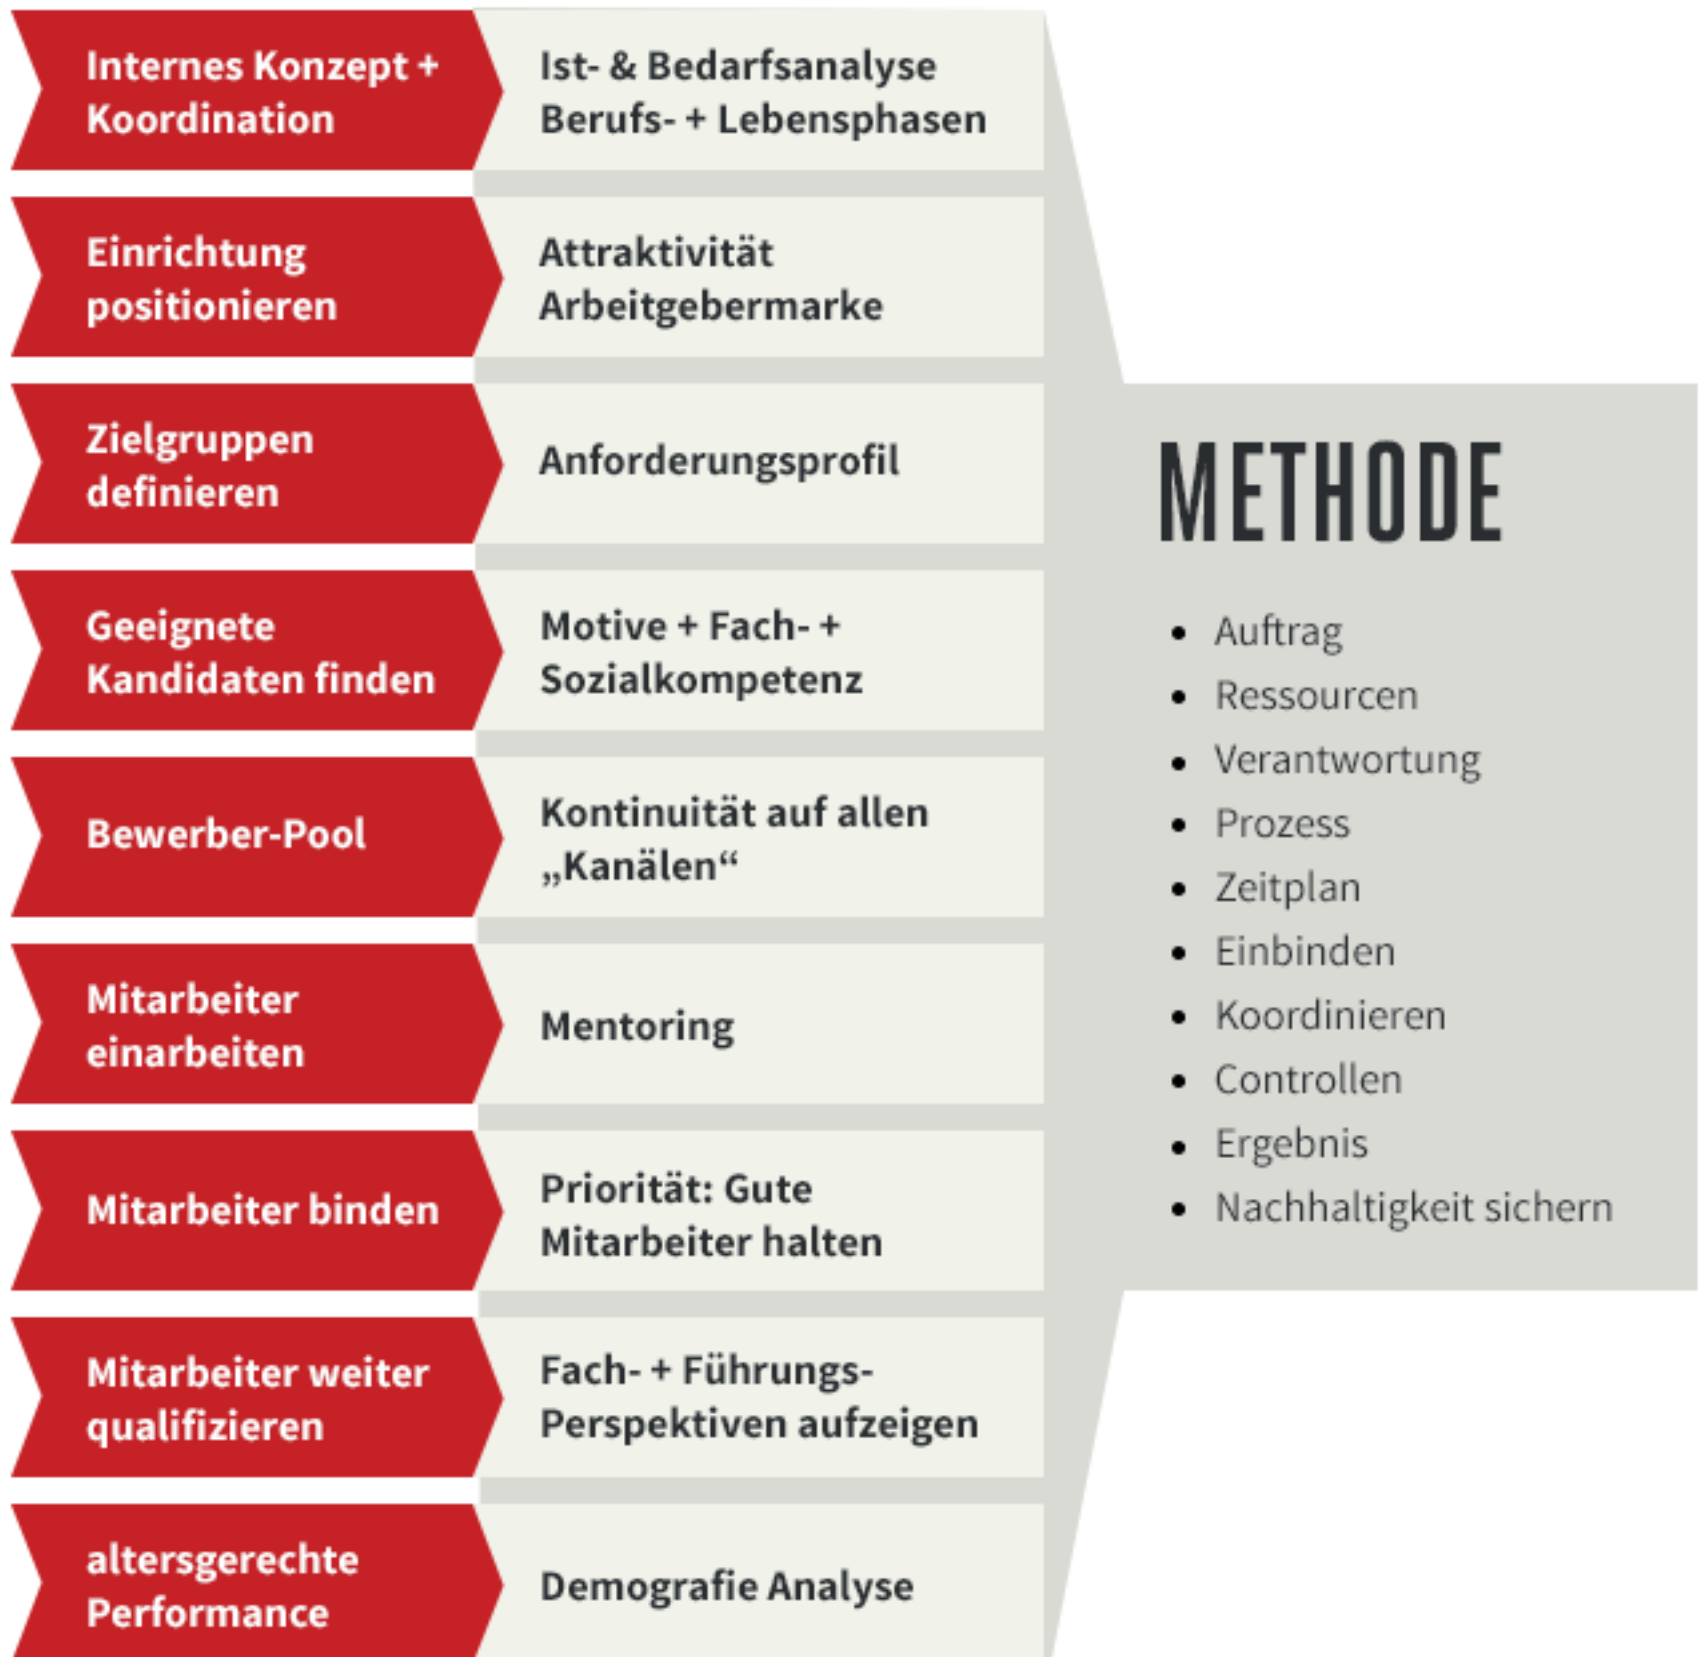 Internes Konzept +
Koordination
Ist- & Bedarfsanalyse
Berufs- + Lebensphasen
Einrichtung
positionieren
Attraktivität
Arbeitgebermarke
Zielgruppen
definieren
Anforderungsprofil
Geeignete
Kandidaten finden
Motive + Fach- +
Sozialkompetenz
Bewerber-Pool
Kontinuität auf allen
„Kanälen“
Mitarbeiter
einarbeiten
Mentoring
Mitarbeiter binden
Priorität: Gute
Mitarbeiter halten
Mitarbeiter weiter
qualifizieren
Fach- + Führungs-
Perspektiven aufzeigen
altersgerechte
Performance
Demografie Analyse
METHODE
• Auftrag
• Ressourcen
• Verantwortung
• Prozess
• Zeitplan
• Einbinden
• Koordinieren
• Controllen
• Ergebnis
• Nachhaltigkeit sichern